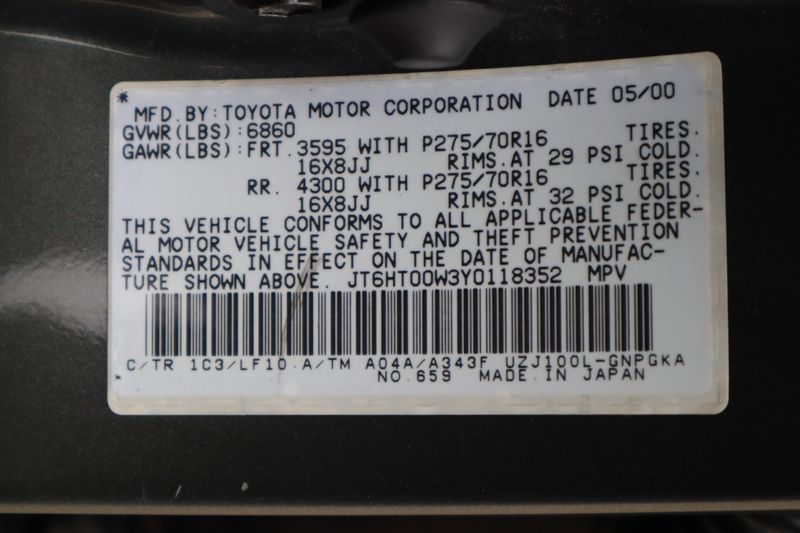 * MFD.BY:TOYOTA MOTOR CORPORATION DATE 05/00
GVWR(LBS):6860
GAWR(LBS):FRT.3595 WITH P275/70R16 TIRES.
16X8JJ RIMS.AT 29 PSI COLD.
RR. 4300 WITH P275/70R16 TIRES.
16X8JJ RIMS.AT 32 PSI COLD.
THIS VEHICLE CONFORMS TO ALL APPLICABLE FEDER-
AL MOTOR VEHICLE SAFETY AND THEFT PREVENTION
STANDARDS IN EFFECT ON THE DATE OF MANUFAC-
TURE SHOWN ABOVE. JT6HT00W3Y0118352 MPV
C/TR 1C3/LF10 A/TM A04A/A343F UZJ100L-GNPGKA
* NO.659 MADE IN JAPAN